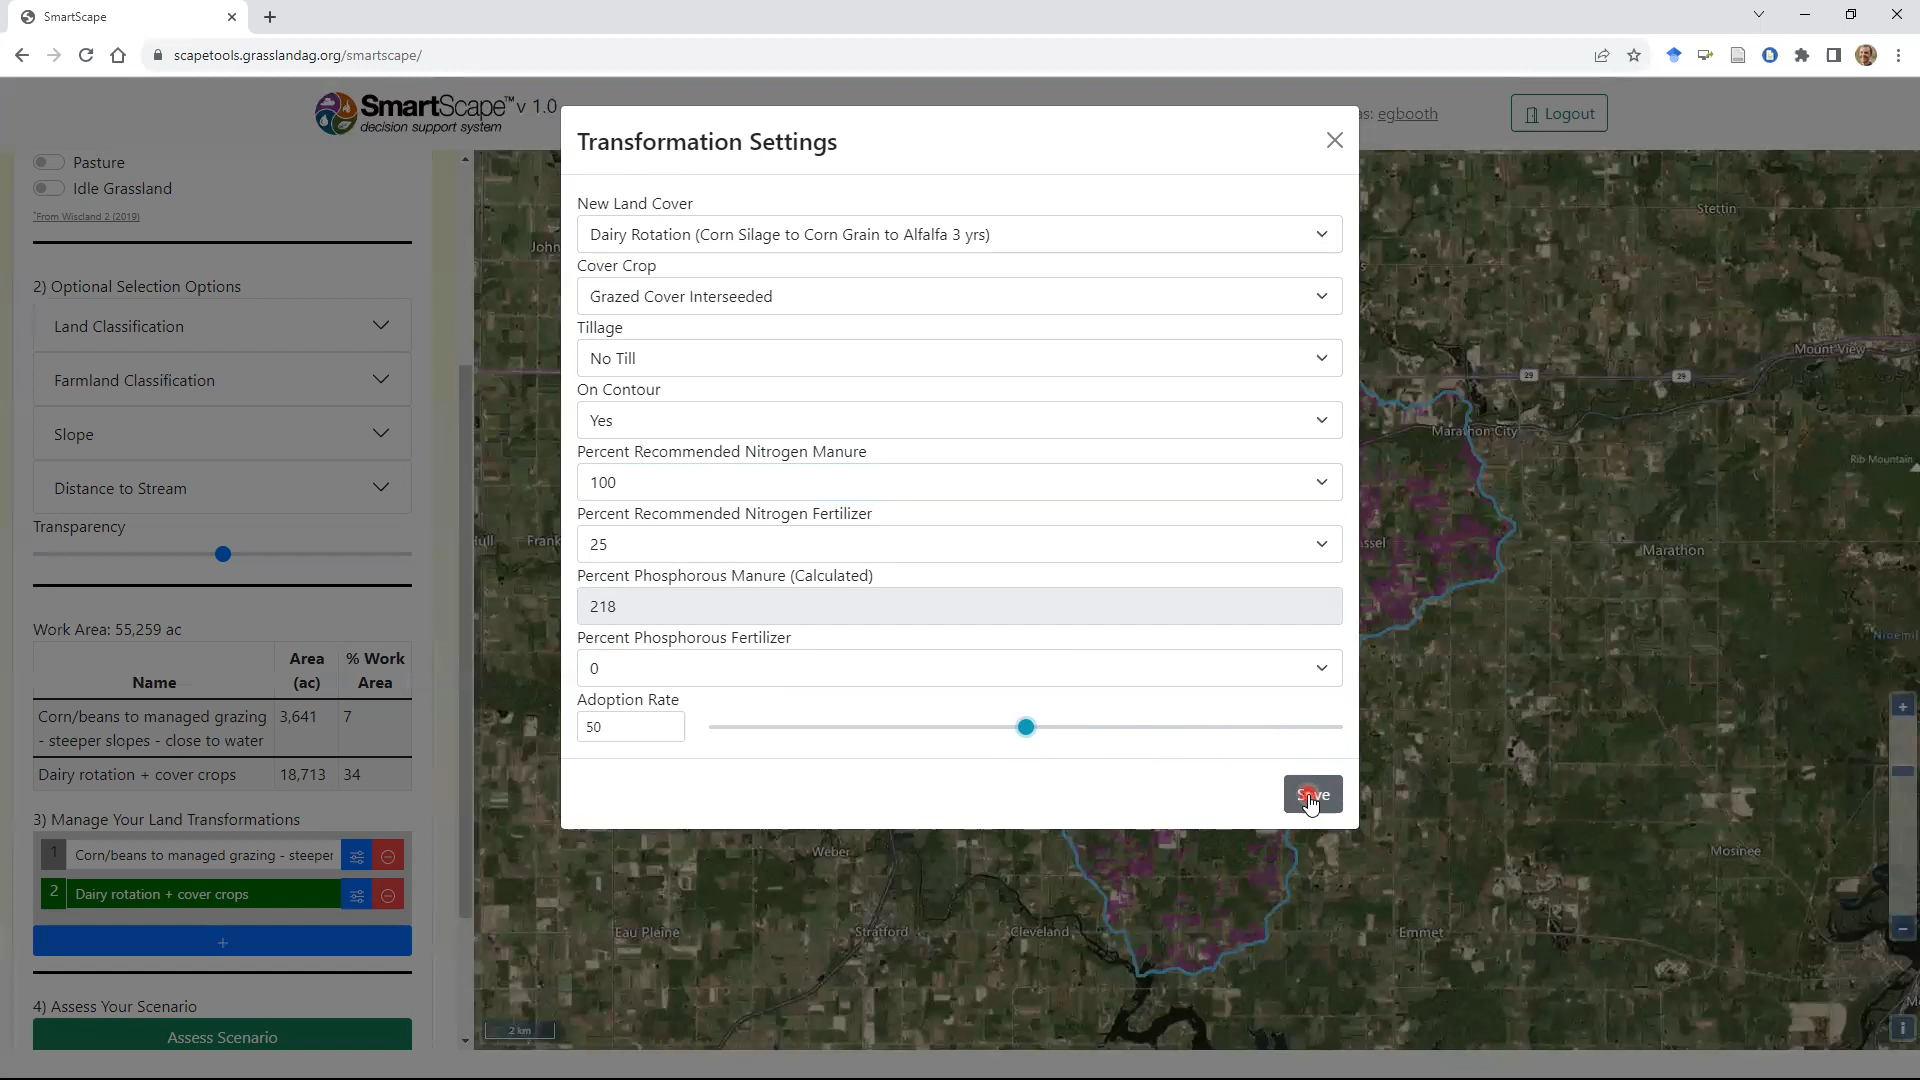 SmartScape
scapetools.grasslandag.org/smartscape/
SmartScape™ v 1.0
decision support system
as: egbooth
Logout
Pasture
Idle Grassland
*From Wiscland 2 (2019)
2) Optional Selection Options
Land Classification
Farmland Classification
Slope
Distance to Stream
Transparency
Work Area: 55,259 ac
Name Area (ac) % Work Area
Corn/beans to managed grazing - steeper slopes - close to water 3,641 7
Dairy rotation + cover crops 18,713 34
3) Manage Your Land Transformations
1 Corn/beans to managed grazing - steeper
2 Dairy rotation + cover crops
+
4) Assess Your Scenario
Assess Scenario
Transformation Settings
New Land Cover
Dairy Rotation (Corn Silage to Corn Grain to Alfalfa 3 yrs)
Cover Crop
Grazed Cover Interseeded
Tillage
No Till
On Contour
Yes
Percent Recommended Nitrogen Manure
100
Percent Recommended Nitrogen Fertilizer
25
Percent Phosphorous Manure (Calculated)
218
Percent Phosphorous Fertilizer
0
Adoption Rate
50
Save
Stettin
John
29
29
Mount View
Marathon City
Rib Mountain
Hull
Frank
ssel
Marathon
Weber
Mosinee
Eau Pleine
Stratford
Cleveland
Emmet
2 km
+
-
i